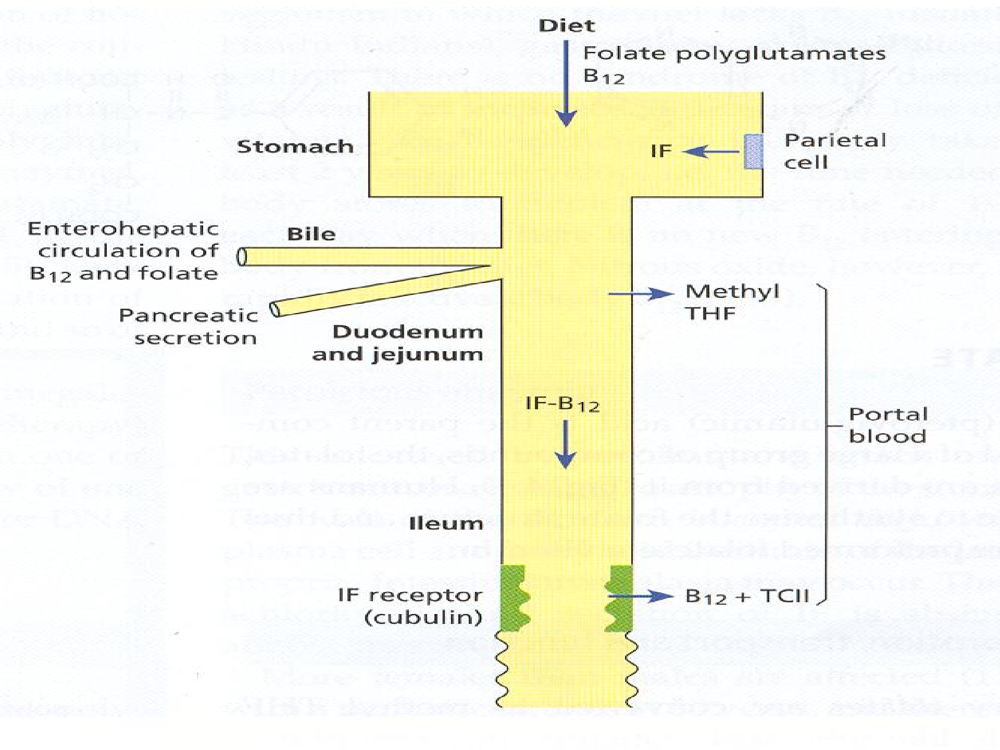 Diet
Folate polyglutamates
B12
Stomach
IF
Parietal
cell
Enterohepatic
circulation of
B12 and folate
Bile
Pancreatic
secretion
Duodenum
and jejunum
Methyl
THF
IF-B12
Portal
blood
Ileum
IF receptor
(cubulin)
B12 + TCII